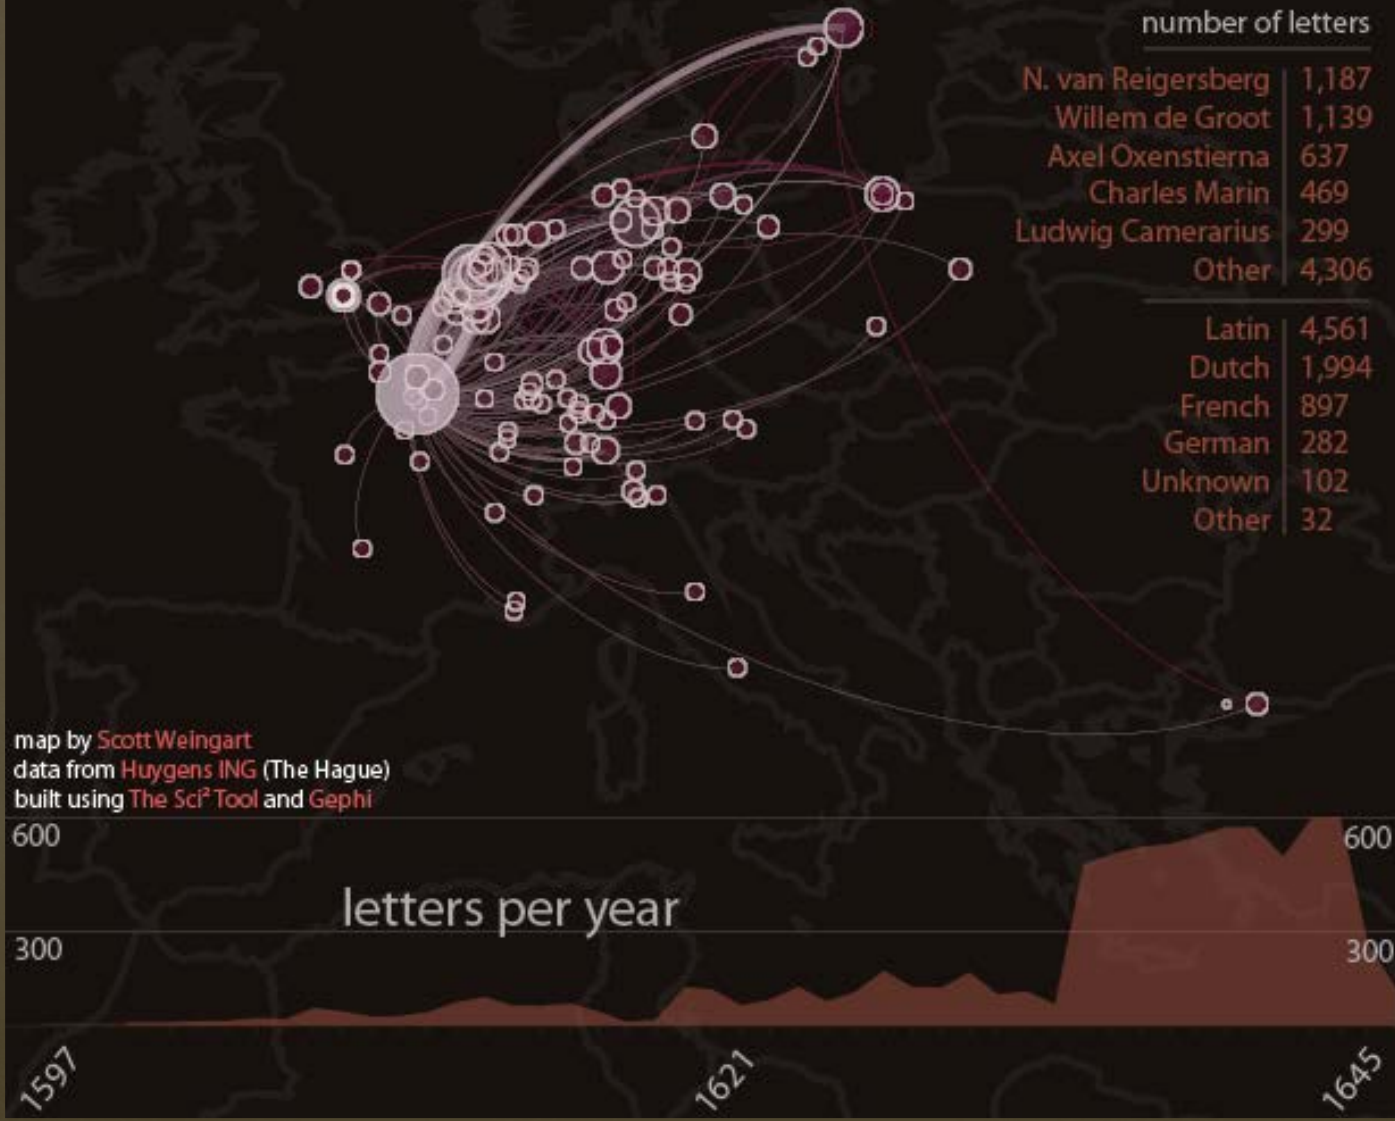 number of letters
N. van Reigersberg 1,187
Willem de Groot 1,139
Axel Oxenstierna 637
Charles Marin 469
Ludwig Camerarius 299
Other 4,306
Latin 4,561
Dutch 1,994
French 897
German 282
Unknown 102
Other 32
map by Scott Weingart
data from Huygens ING (The Hague)
built using The Sci² Tool and Gephi
600 600
letters per year
300 300
1597 1621 1645